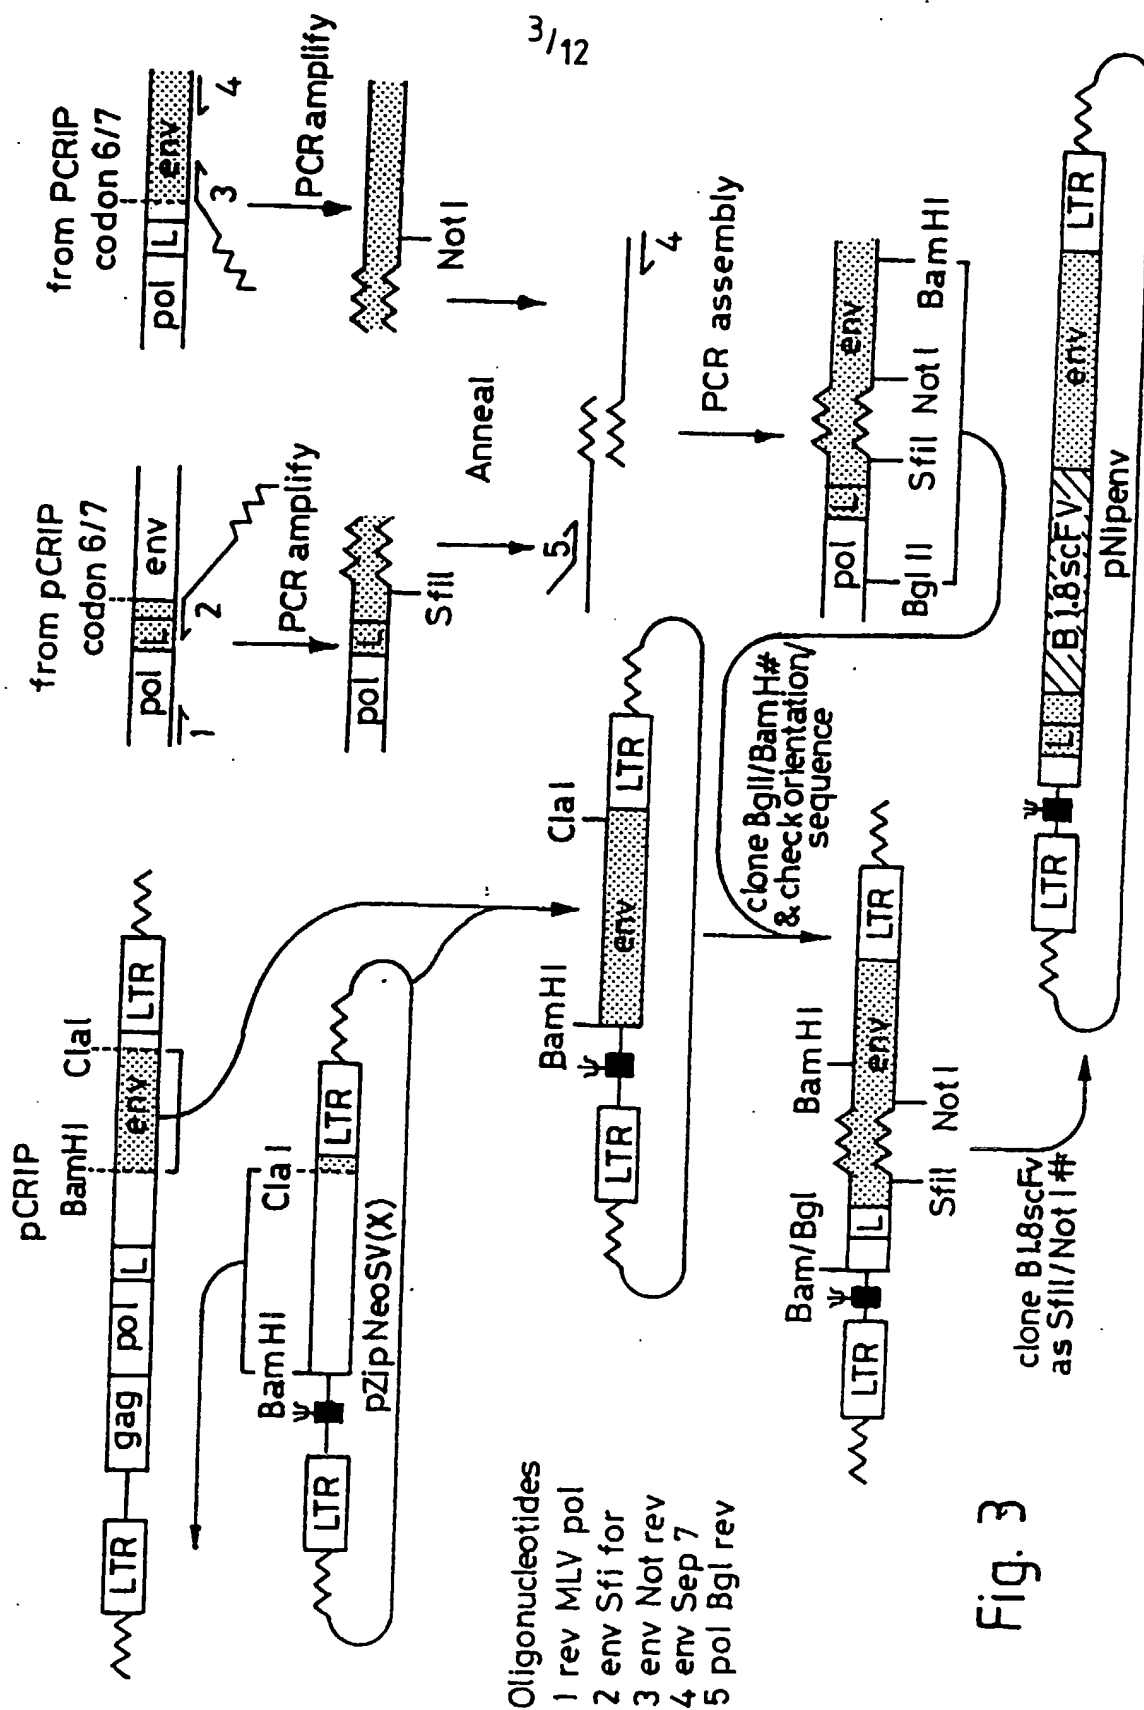 3/12
pCRIP
BamHI ClaI
LTR gag pol L env LTR
BamHI ClaI
ψ
LTR LTR
pZipNeoSV(X)
from pCRIP
codon 6/7
pol L env
1 2
PCR amplify
pol L
SfiI
from PCRIP
codon 6/7
pol L env
3 4
PCR amplify
NotI
Anneal
5 4
PCR assembly
pol L env
BglII SfiI NotI BamHI
BamHI ClaI
ψ
LTR env LTR
clone BglI/BamH#
& check orientation/
sequence
Bam/Bgl BamHI
ψ
LTR L env LTR
SfiI NotI
clone B1.8scFv
as SfiI/Not I #
ψ
LTR L B1.8scFv env LTR
pNipenv
Oligonucleotides
1 rev MLV pol
2 env Sfi for
3 env Not rev
4 env Sep 7
5 pol Bgl rev
Fig. 3